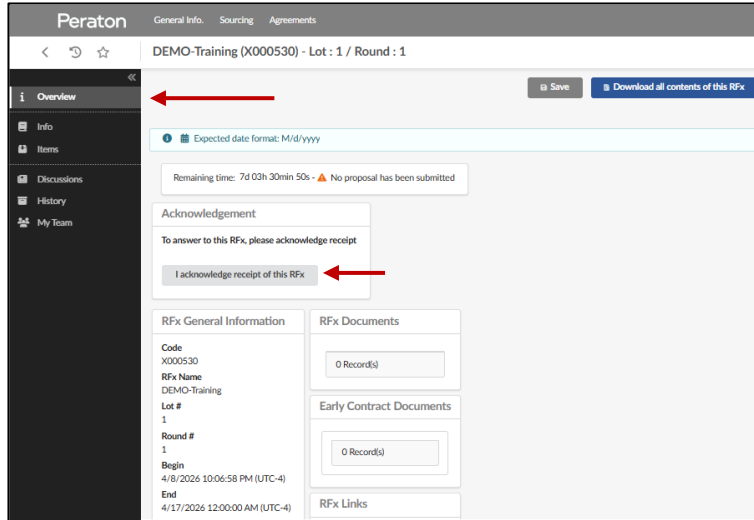 Peraton General Info. Sourcing Agreements
DEMO-Training (X000530) - Lot : 1 / Round : 1
Overview
Info
Items
Discussions
History
My Team
Save Download all contents of this RFx
Expected date format: M/d/yyyy
Remaining time: 7d 03h 30min 50s - No proposal has been submitted
Acknowledgement
To answer to this RFx, please acknowledge receipt
I acknowledge receipt of this RFx
RFx General Information
Code
X000530
RFx Name
DEMO-Training
Lot #
1
Round #
1
Begin
4/8/2026 10:06:58 PM (UTC-4)
End
4/17/2026 12:00:00 AM (UTC-4)
RFx Documents
0 Record(s)
Early Contract Documents
0 Record(s)
RFx Links